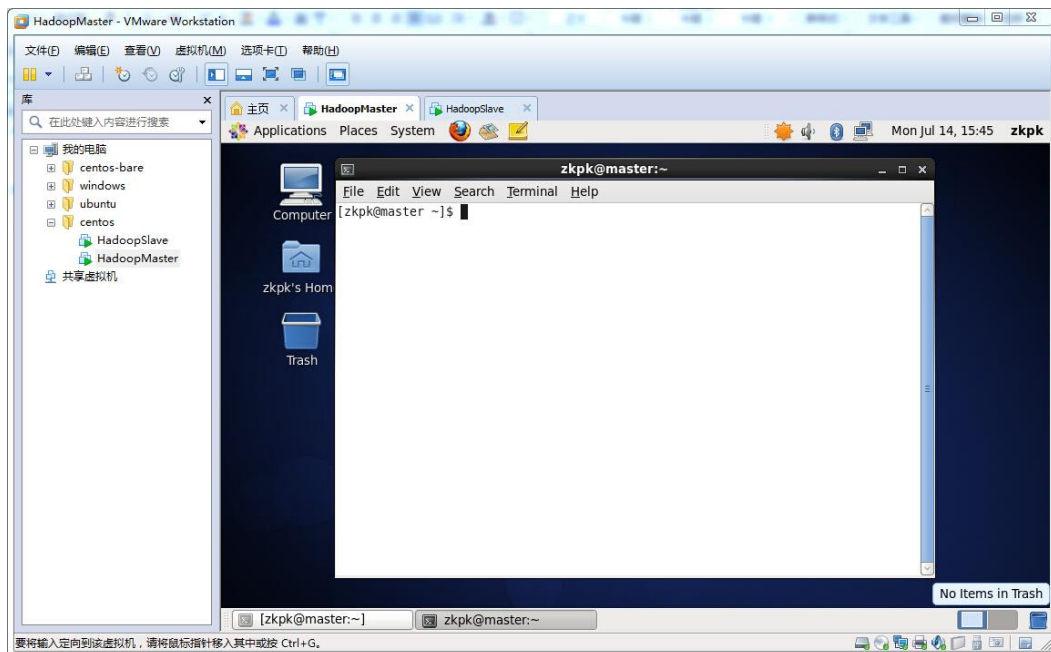 HadoopMaster - VMware Workstation
文件(F) 编辑(E) 查看(V) 虚拟机(M) 选项卡(T) 帮助(H)
库
在此处键入内容进行搜索
我的电脑
centos-bare
windows
ubuntu
centos
HadoopSlave
HadoopMaster
共享虚拟机
主页 HadoopMaster HadoopSlave
Applications Places System Mon Jul 14, 15:45 zkpk
Computer
zkpk's Hom
Trash
zkpk@master:~
File Edit View Search Terminal Help
[zkpk@master ~]$
No Items in Trash
[zkpk@master:~] zkpk@master:~
要将输入定向到该虚拟机，请将鼠标指针移入其中或按 Ctrl+G。